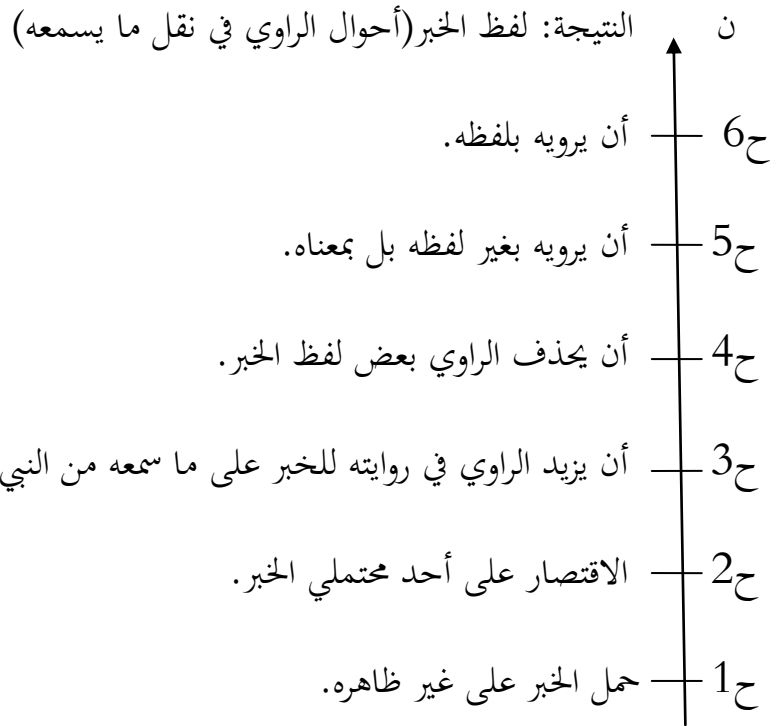 ن النتيجة: لفظ الخبر(أحوال الراوي في نقل ما يسمعه)
ح6 أن يرويه بلفظه.
ح5 أن يرويه بغير لفظه بل بمعناه.
ح4 أن يحذف الراوي بعض لفظ الخبر.
ح3 أن يزيد الراوي في روايته للخبر على ما سمعه من النبي
ح2 الاقتصار على أحد محتملي الخبر.
ح1 حمل الخبر على غير ظاهره.